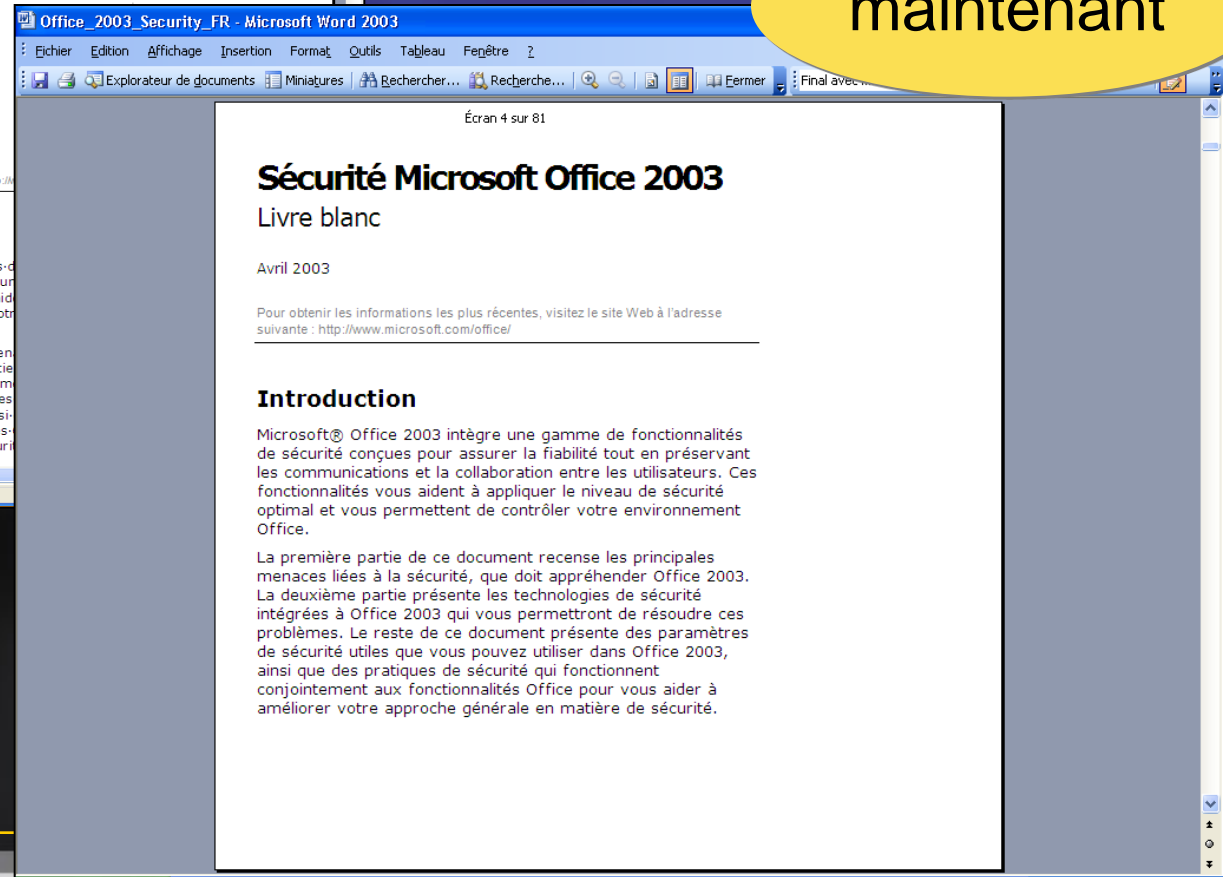 maintenant
Office_2003_Security_FR - Microsoft Word 2003
Fichier Edition Affichage Insertion Format Outils Tableau Fenêtre ?
Explorateur de documents Miniatures Rechercher... Recherche... Fermer Final avec
Écran 4 sur 81
Sécurité Microsoft Office 2003
Livre blanc
Avril 2003
Pour obtenir les informations les plus récentes, visitez le site Web à l'adresse
suivante : http://www.microsoft.com/office/
Introduction
Microsoft® Office 2003 intègre une gamme de fonctionnalités
de sécurité conçues pour assurer la fiabilité tout en préservant
les communications et la collaboration entre les utilisateurs. Ces
fonctionnalités vous aident à appliquer le niveau de sécurité
optimal et vous permettent de contrôler votre environnement
Office.
La première partie de ce document recense les principales
menaces liées à la sécurité, que doit appréhender Office 2003.
La deuxième partie présente les technologies de sécurité
intégrées à Office 2003 qui vous permettront de résoudre ces
problèmes. Le reste de ce document présente des paramètres
de sécurité utiles que vous pouvez utiliser dans Office 2003,
ainsi que des pratiques de sécurité qui fonctionnent
conjointement aux fonctionnalités Office pour vous aider à
améliorer votre approche générale en matière de sécurité.